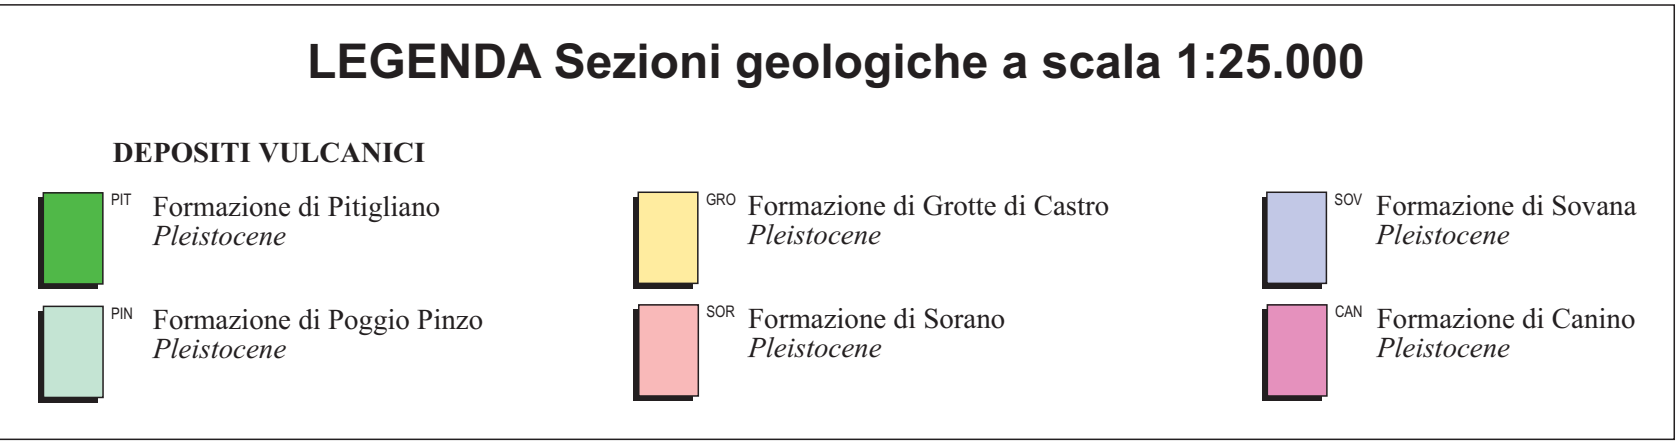 LEGENDA Sezioni geologiche a scala 1:25.000
DEPOSITI VULCANICI
PIT Formazione di Pitigliano
Pleistocene
PIN Formazione di Poggio Pinzo
Pleistocene
GRO Formazione di Grotte di Castro
Pleistocene
SOR Formazione di Sorano
Pleistocene
SOV Formazione di Sovana
Pleistocene
CAN Formazione di Canino
Pleistocene